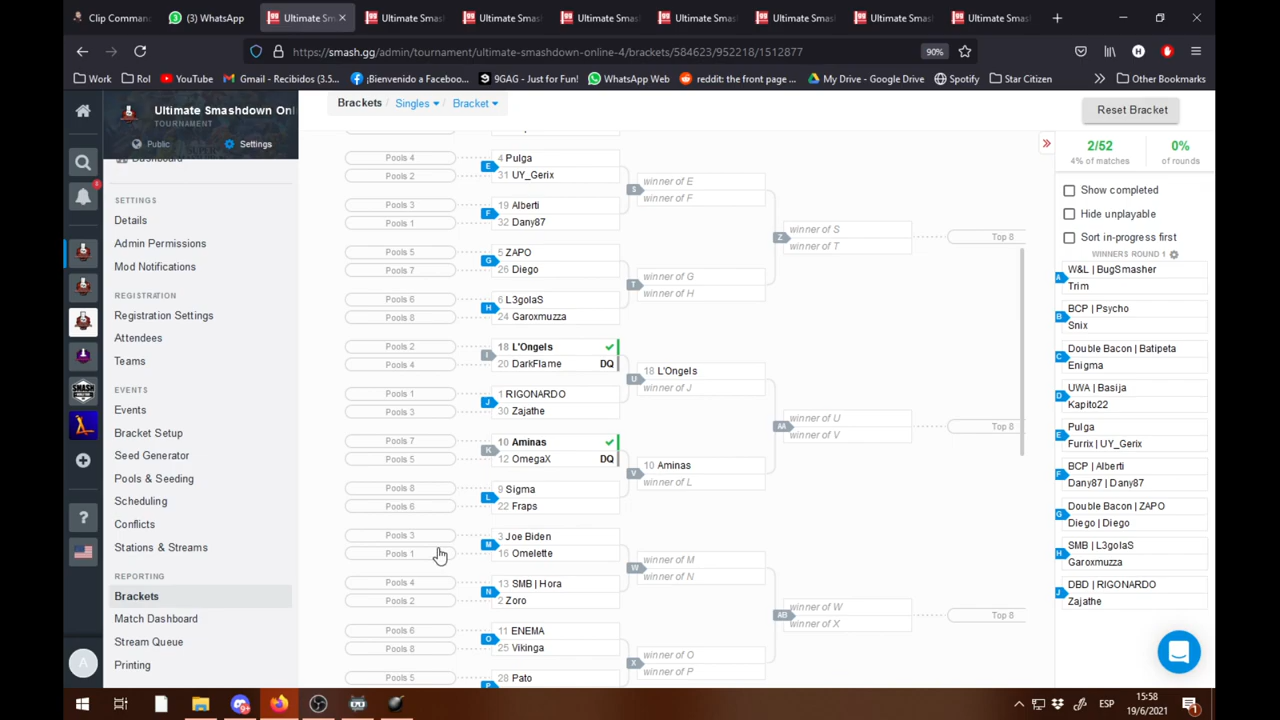 Clip Comman
(3) WhatsApp
Ultimate Smas
Ultimate Smas
Ultimate Smas
Ultimate Smas
Ultimate Smas
Ultimate Smas
Ultimate Smas
Ultimate Smas
https://smash.gg/admin/tournament/ultimate-smashdown-online-4/brackets/584623/952218/1512877
90%
Work
Rol
YouTube
Gmail - Recibidos (3.5...
¡Bienvenido a Faceboo...
9GAG - Just for Fun!
WhatsApp Web
reddit: the front page ...
My Drive - Google Drive
Spotify
Star Citizen
Other Bookmarks
Ultimate Smashdown Onl
TOURNAMENT
Public
Settings
Dashboard
SETTINGS
Details
Admin Permissions
Mod Notifications
REGISTRATION
Registration Settings
Attendees
Teams
EVENTS
Events
Bracket Setup
Seed Generator
Pools & Seeding
Scheduling
Conflicts
Stations & Streams
REPORTING
Brackets
Match Dashboard
Stream Queue
Printing
A
Brackets / Singles / Bracket
Reset Bracket
Pools 4 E 4 Pulga
Pools 2 31 UY_Gerix
S winner of E
winner of F
Pools 3 F 19 Alberti
Pools 1 32 Dany87
Z winner of S
winner of T
Top 8
Pools 5 G 5 ZAPO
Pools 7 26 Diego
T winner of G
winner of H
Pools 6 H 6 L3golaS
Pools 8 24 Garoxmuzza
Pools 2 I 18 L'Ongels
Pools 4 20 DarkFlame DQ
U 18 L'Ongels
winner of J
Pools 1 J 1 RIGONARDO
Pools 3 30 Zajathe
AA winner of U
winner of V
Top 8
Pools 7 K 10 Aminas
Pools 5 12 OmegaX DQ
V 10 Aminas
winner of L
Pools 8 L 9 Sigma
Pools 6 22 Fraps
Pools 3 M 3 Joe Biden
Pools 1 16 Omelette
W winner of M
winner of N
Pools 4 N 13 SMB | Hora
Pools 2 2 Zoro
AB winner of W
winner of X
Top 8
Pools 6 O 11 ENEMA
Pools 8 25 Vikinga
X winner of O
winner of P
Pools 5 P 28 Pato
2/52 0%
4% of matches of rounds
Show completed
Hide unplayable
Sort in-progress first
WINNERS ROUND 1
A W&L | BugSmasher
Trim
B BCP | Psycho
Snix
C Double Bacon | Batipeta
Enigma
D UWA | Basija
Kapito22
E Pulga
Furrix | UY_Gerix
F BCP | Alberti
Dany87 | Dany87
G Double Bacon | ZAPO
Diego | Diego
H SMB | L3golaS
Garoxmuzza
J DBD | RIGONARDO
Zajathe
ESP
15:58
19/6/2021
1